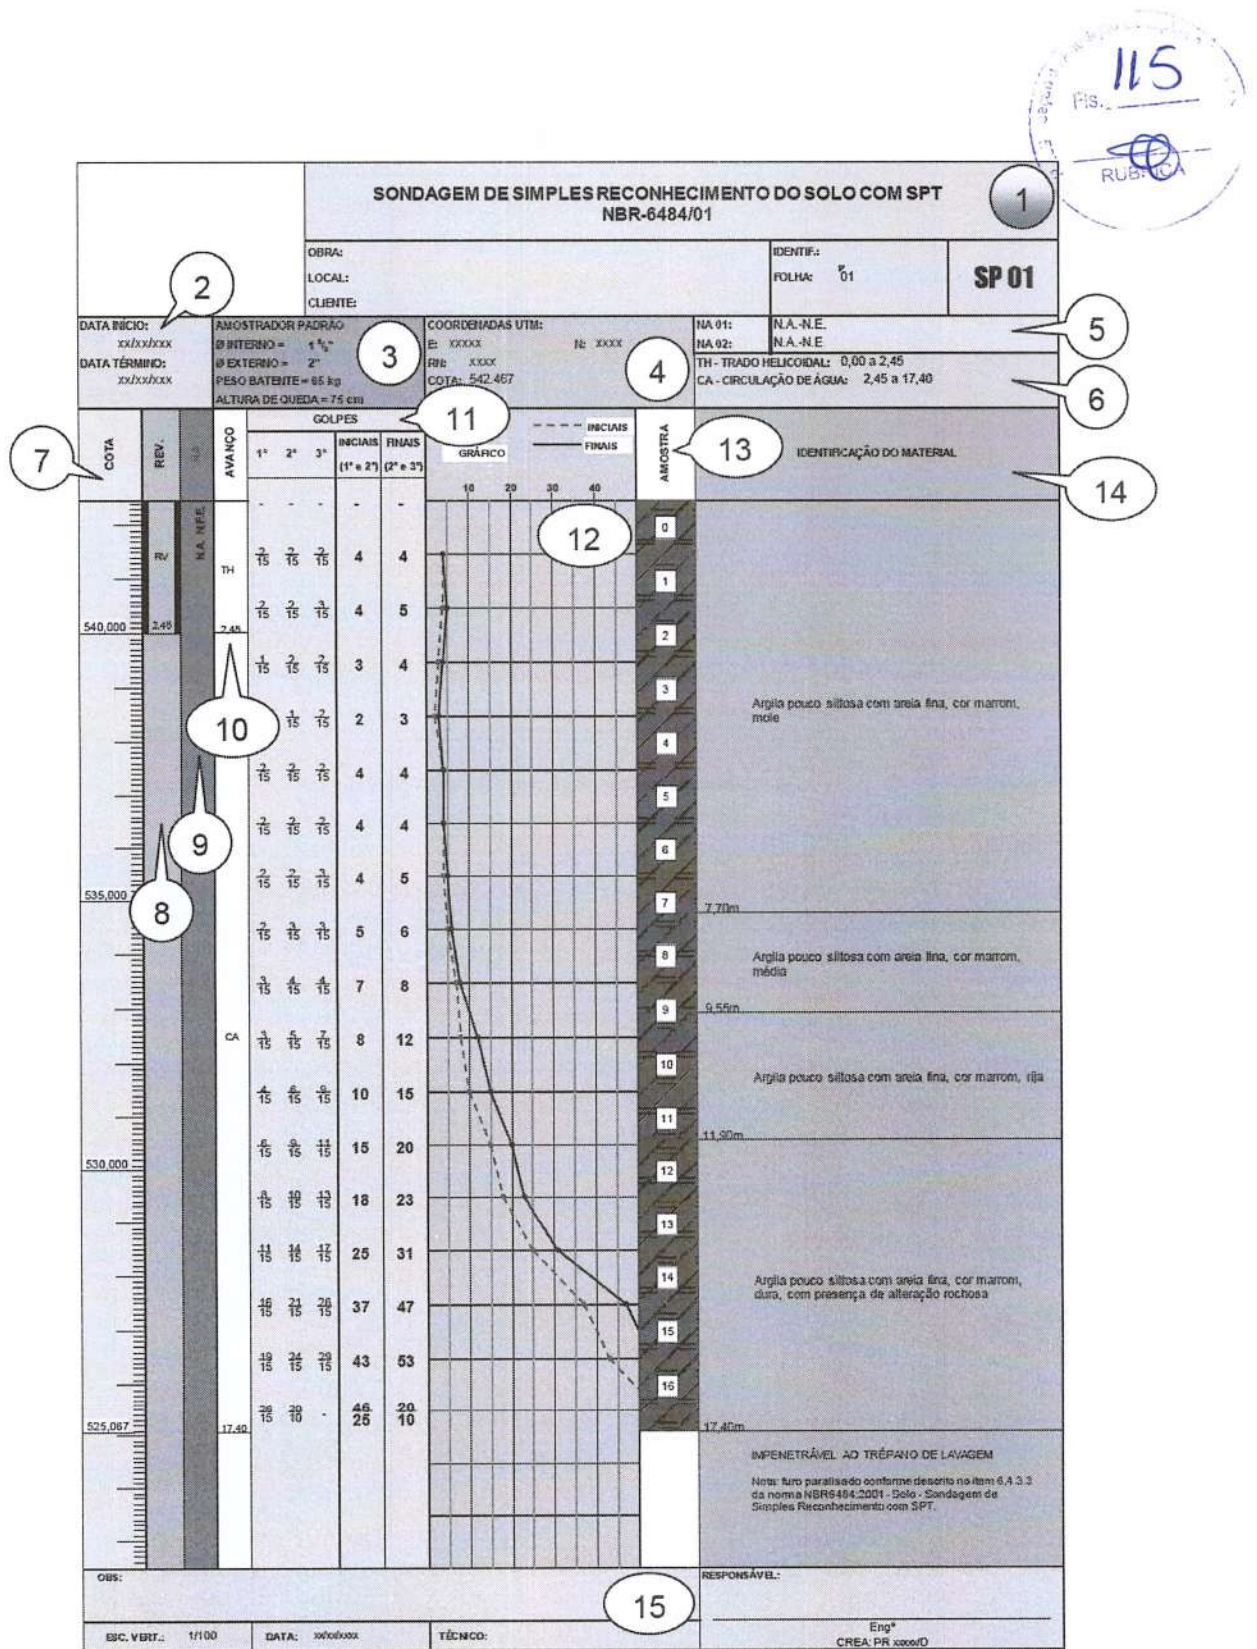 115
Fls.
RUBRICA
SONDAGEM DE SIMPLES RECONHECIMENTO DO SOLO COM SPT
NBR-6484/01
1
OBRA:
LOCAL:
CLIENTE:
IDENTIF.:
FOLHA: 01
SP 01
2
DATA INÍCIO:
xx/xx/xxx
DATA TÉRMINO:
xx/xx/xxx
AMOSTRADOR PADRÃO
Ø INTERNO = 1 ³/₈"
Ø EXTERNO = 2"
PESO BATENTE = 65 kg
ALTURA DE QUEDA = 75 cm
3
COORDENADAS UTM:
E: xxxxx N: xxxx
RN: xxxx
COTA: 542.467
4
NA 01: N.A.-N.E.
NA 02: N.A.-N.E
5
TH - TRADO HELICOIDAL: 0,00 a 2,45
CA - CIRCULAÇÃO DE ÁGUA: 2,45 a 17,40
6
7
COTA
REV.
NA
AVANÇO
GOLPES
11
1ª 2ª 3ª
INICIAIS (1ª e 2ª)
FINAIS (2ª e 3ª)
GRÁFICO
INICIAIS
FINAIS
10 20 30 40
AMOSTRA
13
IDENTIFICAÇÃO DO MATERIAL
14
12
- - - - -
RV
N.A. N.F.E.
TH
2/15 2/15 2/15 4 4
2/15 2/15 3/15 4 5
540,000 2,45 2,45
1/15 2/15 2/15 3 4
10
1/15 2/15 2 3
2/15 2/15 2/15 4 4
9
2/15 2/15 2/15 4 4
8
2/15 2/15 3/15 4 5
535,000
2/15 3/15 3/15 5 6
3/15 4/15 4/15 7 8
CA
3/15 5/15 7/15 8 12
4/15 6/15 9/15 10 15
6/15 9/15 11/15 15 20
530,000
8/15 10/15 13/15 18 23
11/15 14/15 17/15 25 31
16/15 21/15 26/15 37 47
19/15 24/15 29/15 43 53
26/15 20/10 - 46/25 20/10
525,067 17,40
0
1
2
3
4
5
6
7
8
9
10
11
12
13
14
15
16
Argila pouco siltosa com areia fina, cor marrom,
mole
7,70m
Argila pouco siltosa com areia fina, cor marrom,
média
9,55m
Argila pouco siltosa com areia fina, cor marrom, rija
11,90m
Argila pouco siltosa com areia fina, cor marrom,
dura, com presença de alteração rochosa
17,40m
IMPENETRÁVEL AO TRÉPANO DE LAVAGEM
Nota: furo paralisado conforme descrito no item 6.4.3.3
da norma NBR6484:2001 - Solo - Sondagem de
Simples Reconhecimento com SPT.
OBS:
15
RESPONSÁVEL:
Engº
CREA: PR xxxx/D
ESC. VERT.: 1/100
DATA: xx/xx/xxxx
TÉCNICO: